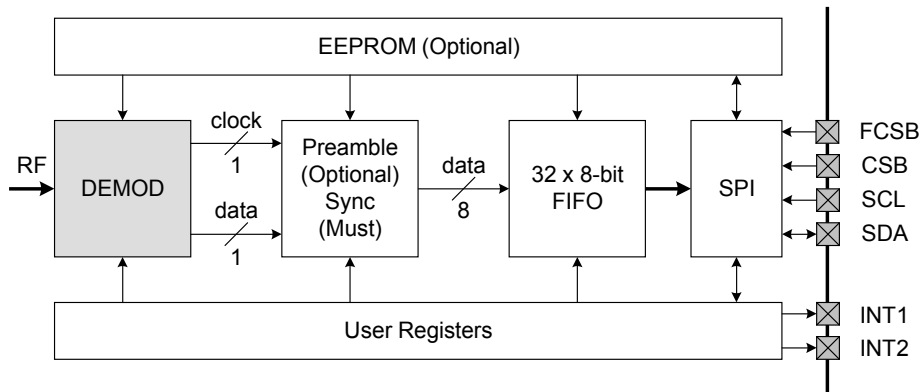 EEPROM (Optional)
RF
DEMOD
clock
1
data
1
Preamble
(Optional)
Sync
(Must)
data
8
32 x 8-bit
FIFO
SPI
FCSB
CSB
SCL
SDA
User Registers
INT1
INT2